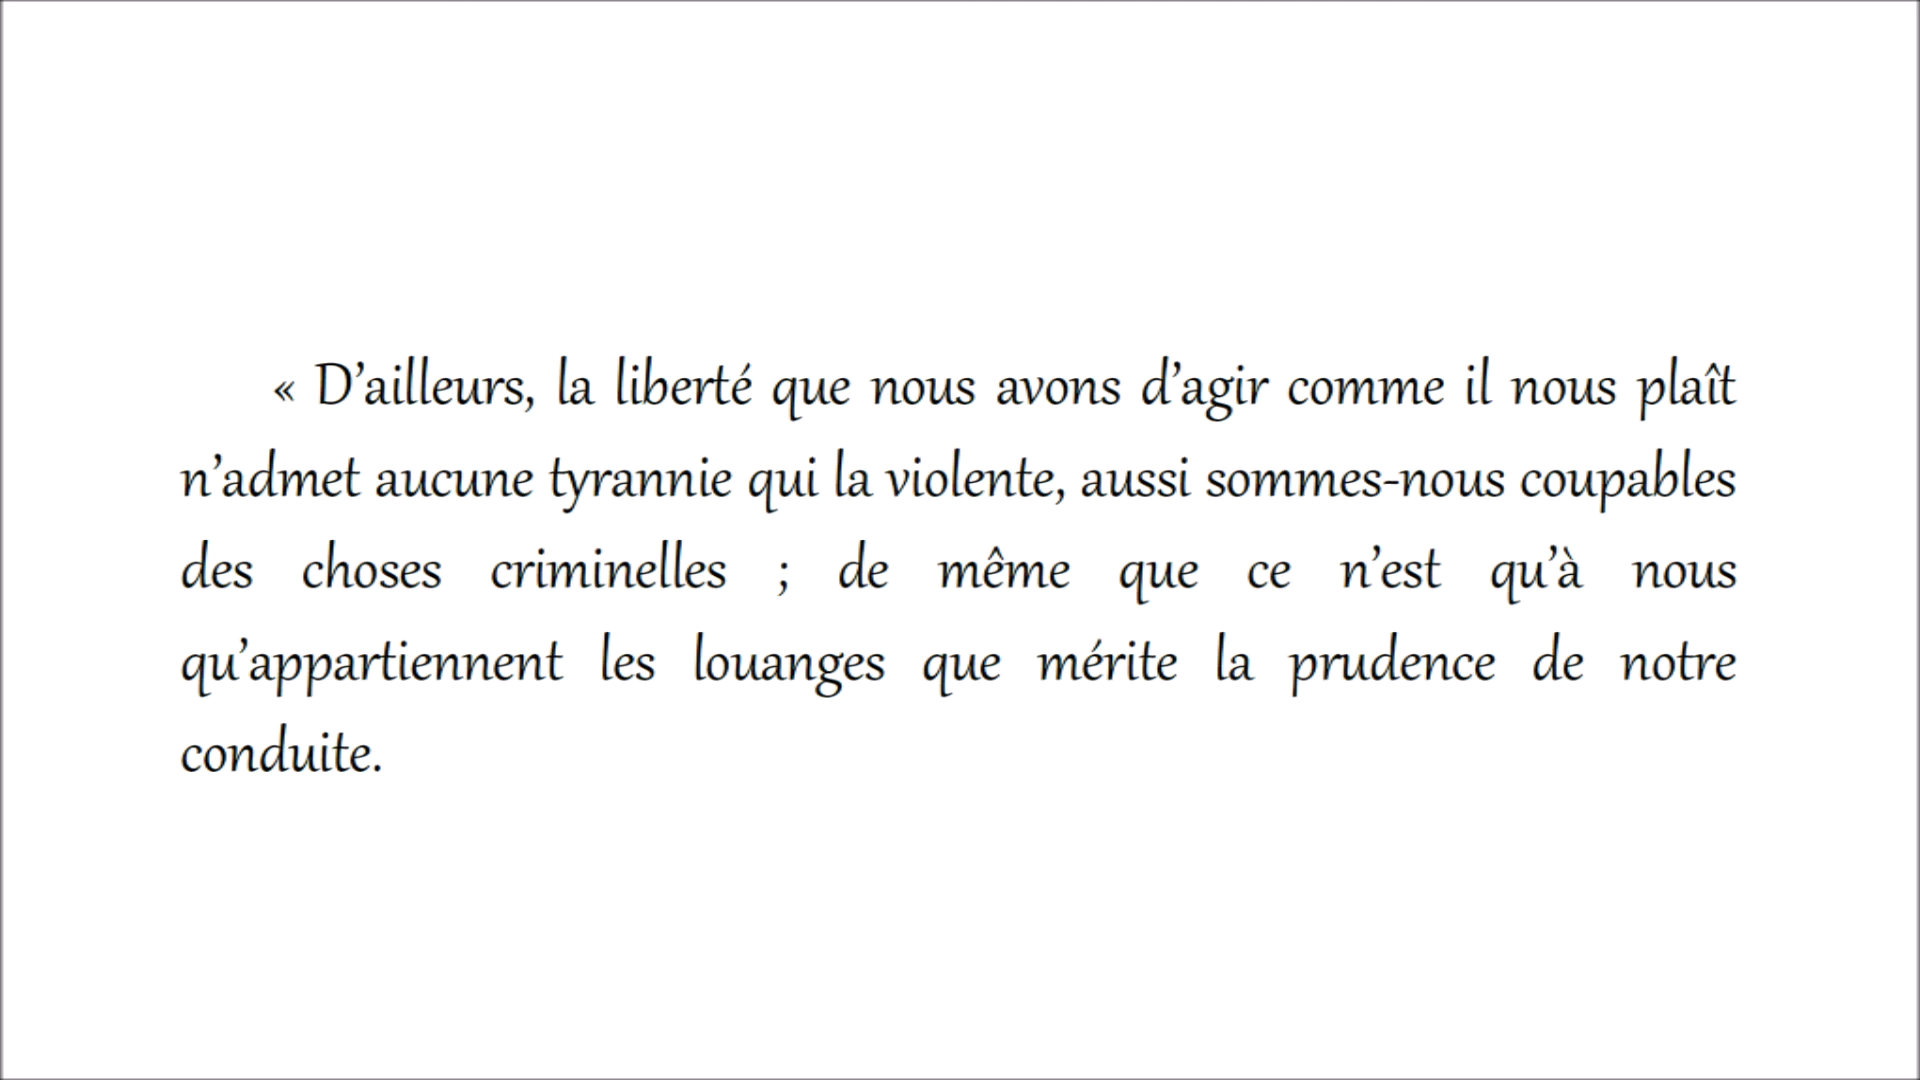 « D’ailleurs, la liberté que nous avons d’agir comme il nous plaît
n’admet aucune tyrannie qui la violente, aussi sommes-nous coupables
des choses criminelles ; de même que ce n’est qu’à nous
qu’appartiennent les louanges que mérite la prudence de notre
conduite.